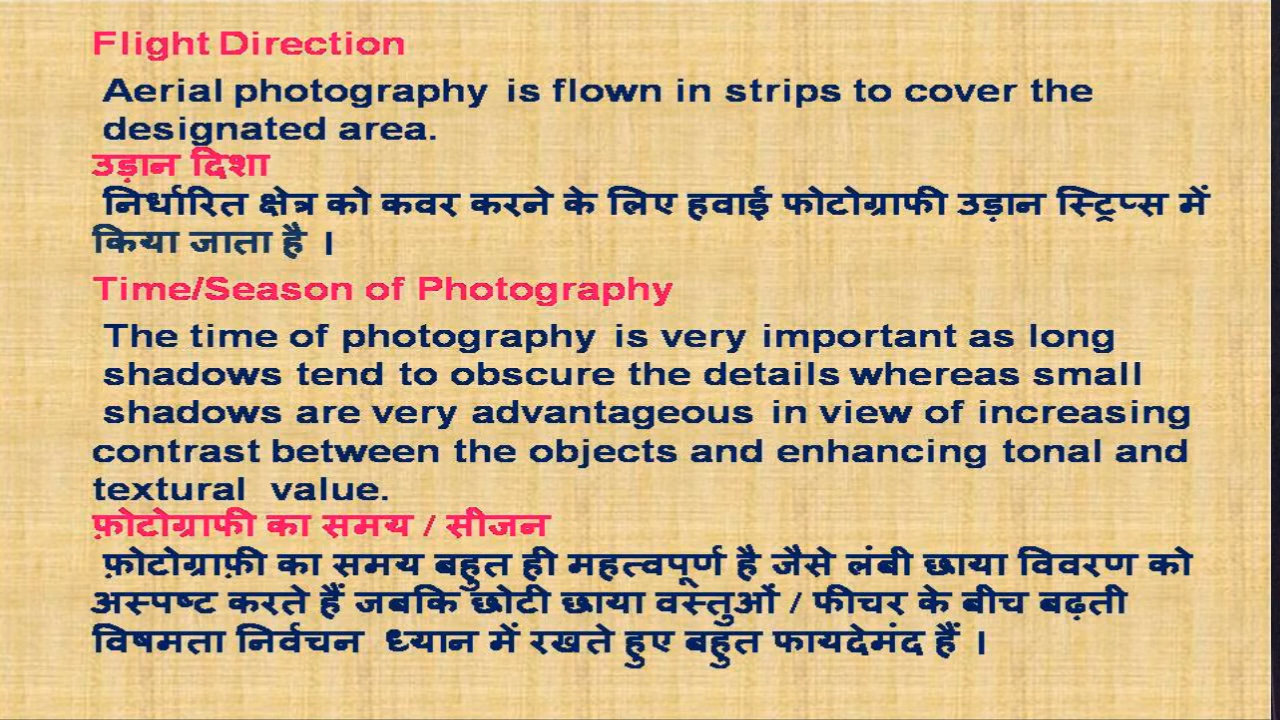 Flight Direction
Aerial photography is flown in strips to cover the
designated area.
उड़ान दिशा
निर्धारित क्षेत्र को कवर करने के लिए हवाई फोटोग्राफी उड़ान स्ट्रिप्स में
किया जाता है ।
Time/Season of Photography
The time of photography is very important as long
shadows tend to obscure the details whereas small
shadows are very advantageous in view of increasing
contrast between the objects and enhancing tonal and
textural value.
फ़ोटोग्राफी का समय / सीजन
फ़ोटोग्राफ़ी का समय बहुत ही महत्वपूर्ण है जैसे लंबी छाया विवरण को
अस्पष्ट करते हैं जबकि छोटी छाया वस्तुओं / फीचर के बीच बढ़ती
विषमता निर्वचन ध्यान में रखते हुए बहुत फायदेमंद हैं ।